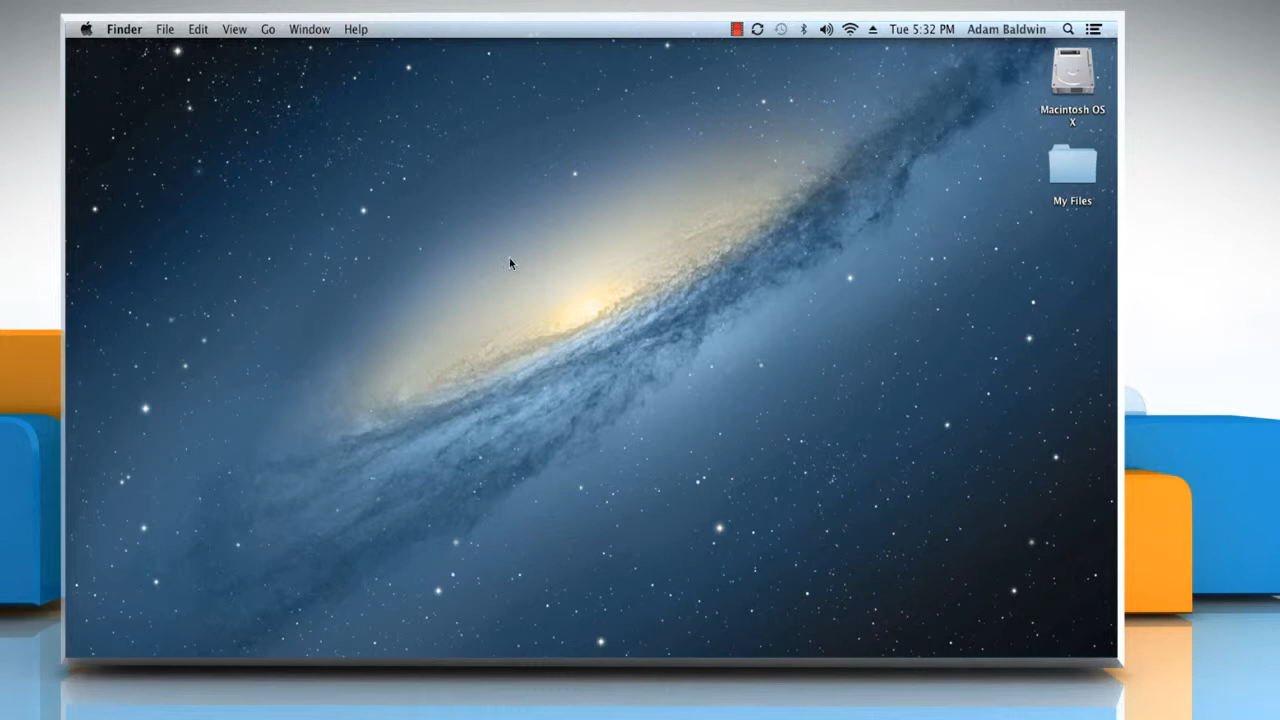 Finder File Edit View Go Window Help Tue 5:32 PM Adam Baldwin
Macintosh OS
X
My Files